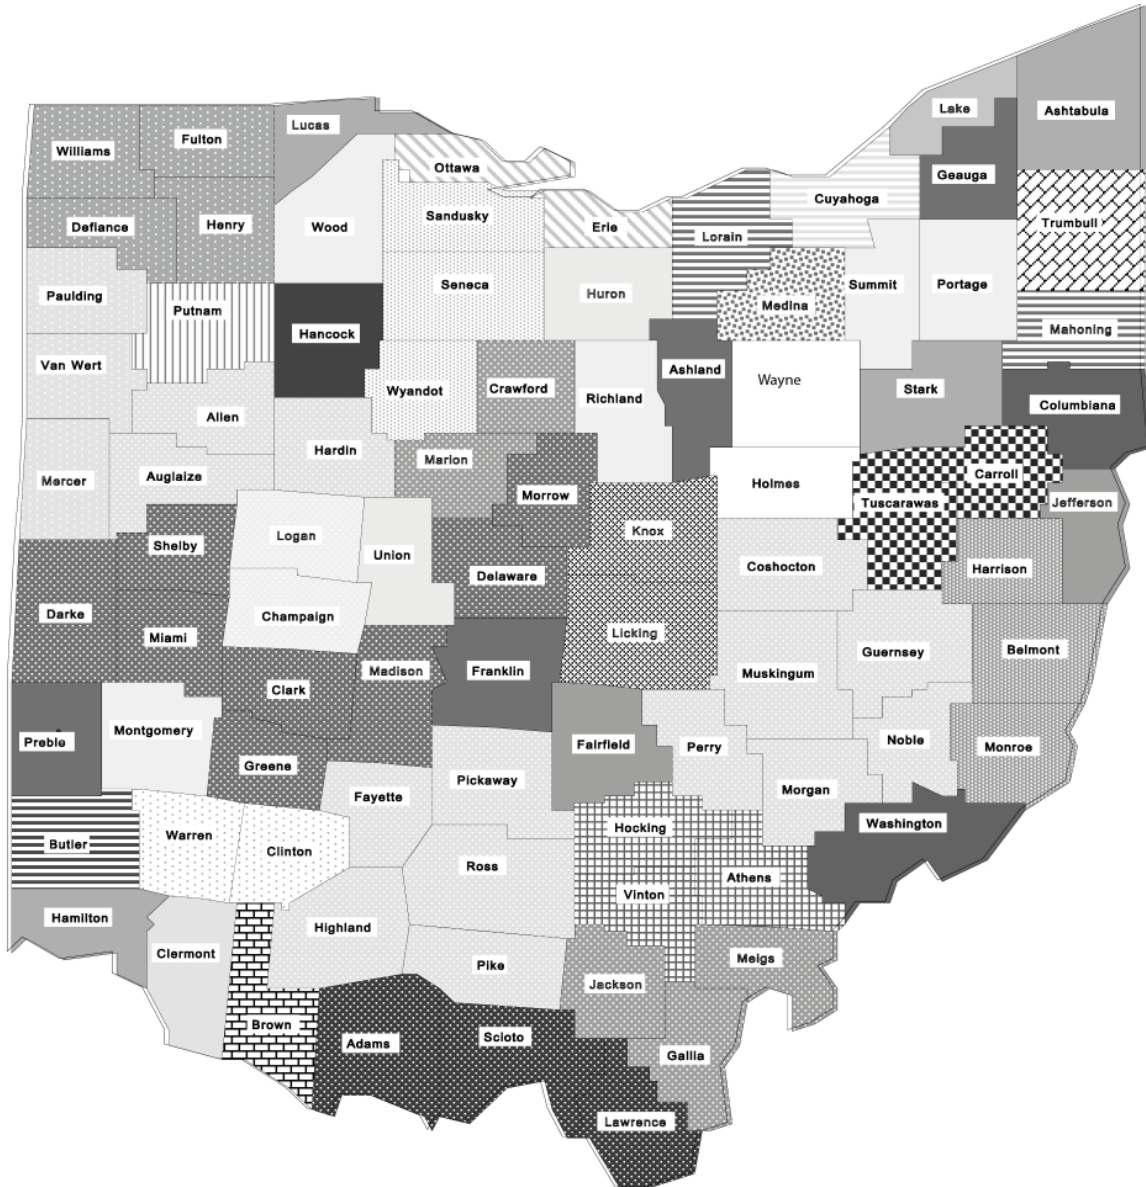 Lake
Ashtabula
Lucas
Fulton
Williams
Ottawa
Geauga
Cuyahoga
Sandusky
Trumbull
Defiance
Henry
Wood
Erie
Lorain
Seneca
Summit
Portage
Paulding
Huron
Medina
Putnam
Hancock
Mahoning
Van Wert
Ashland
Wayne
Wyandot
Crawford
Stark
Richland
Columbiana
Allen
Hardin
Marion
Carroll
Mercer
Auglaize
Holmes
Morrow
Tuscarawas
Jefferson
Logan
Knox
Shelby
Union
Coshocton
Harrison
Delaware
Darke
Champaign
Miami
Licking
Guernsey
Belmont
Madison
Franklin
Muskingum
Clark
Montgomery
Preble
Fairfield
Perry
Noble
Monroe
Greene
Pickaway
Morgan
Fayette
Washington
Hocking
Warren
Butler
Clinton
Ross
Athens
Vinton
Hamilton
Highland
Clermont
Meigs
Pike
Jackson
Brown
Scioto
Adams
Gallia
Lawrence